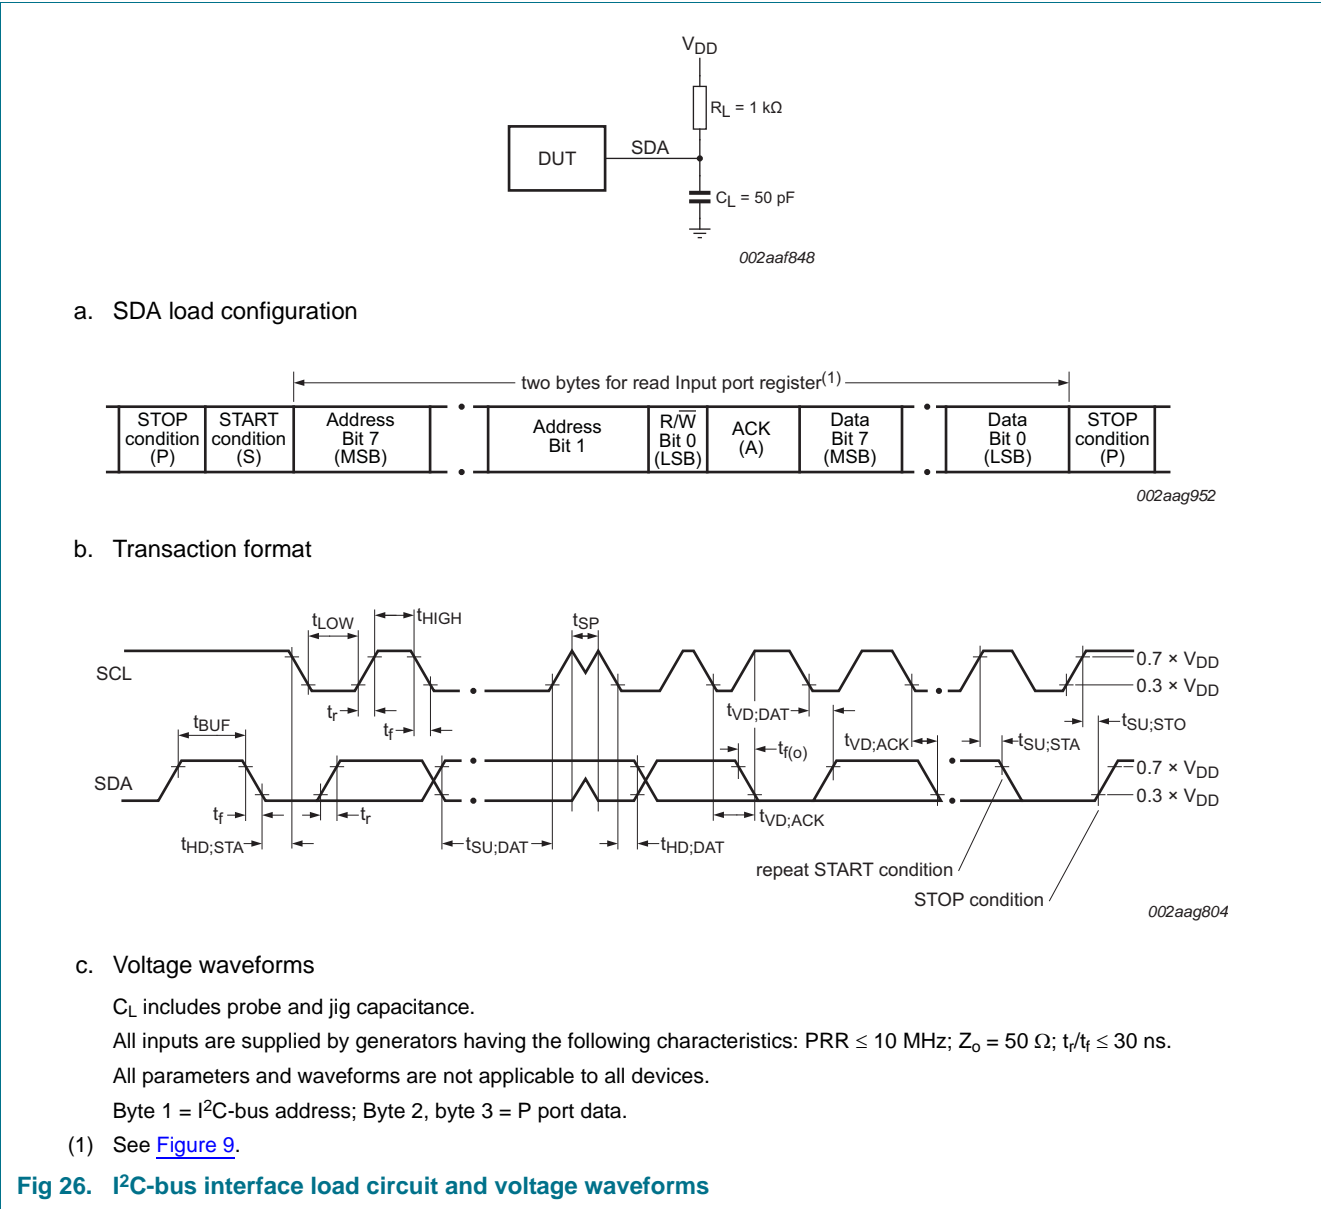 VDD
RL = 1 kΩ
DUT
SDA
CL = 50 pF
002aaf848
a. SDA load configuration
two bytes for read Input port register(1)
STOP condition (P)
START condition (S)
Address Bit 7 (MSB)
Address Bit 1
R/W̅ Bit 0 (LSB)
ACK (A)
Data Bit 7 (MSB)
Data Bit 0 (LSB)
STOP condition (P)
002aag952
b. Transaction format
tLOW
tHIGH
tSP
SCL
0.7 × VDD
0.3 × VDD
tr
tf
tBUF
tVD;DAT
tf(o)
tVD;ACK
tSU;STA
tSU;STO
SDA
0.7 × VDD
0.3 × VDD
tf
tr
tVD;ACK
tHD;STA
tSU;DAT
tHD;DAT
repeat START condition
STOP condition
002aag804
c. Voltage waveforms
CL includes probe and jig capacitance.
All inputs are supplied by generators having the following characteristics: PRR ≤ 10 MHz; Zo = 50 Ω; tr/tf ≤ 30 ns.
All parameters and waveforms are not applicable to all devices.
Byte 1 = I2C-bus address; Byte 2, byte 3 = P port data.
(1) See Figure 9.
Fig 26. I2C-bus interface load circuit and voltage waveforms